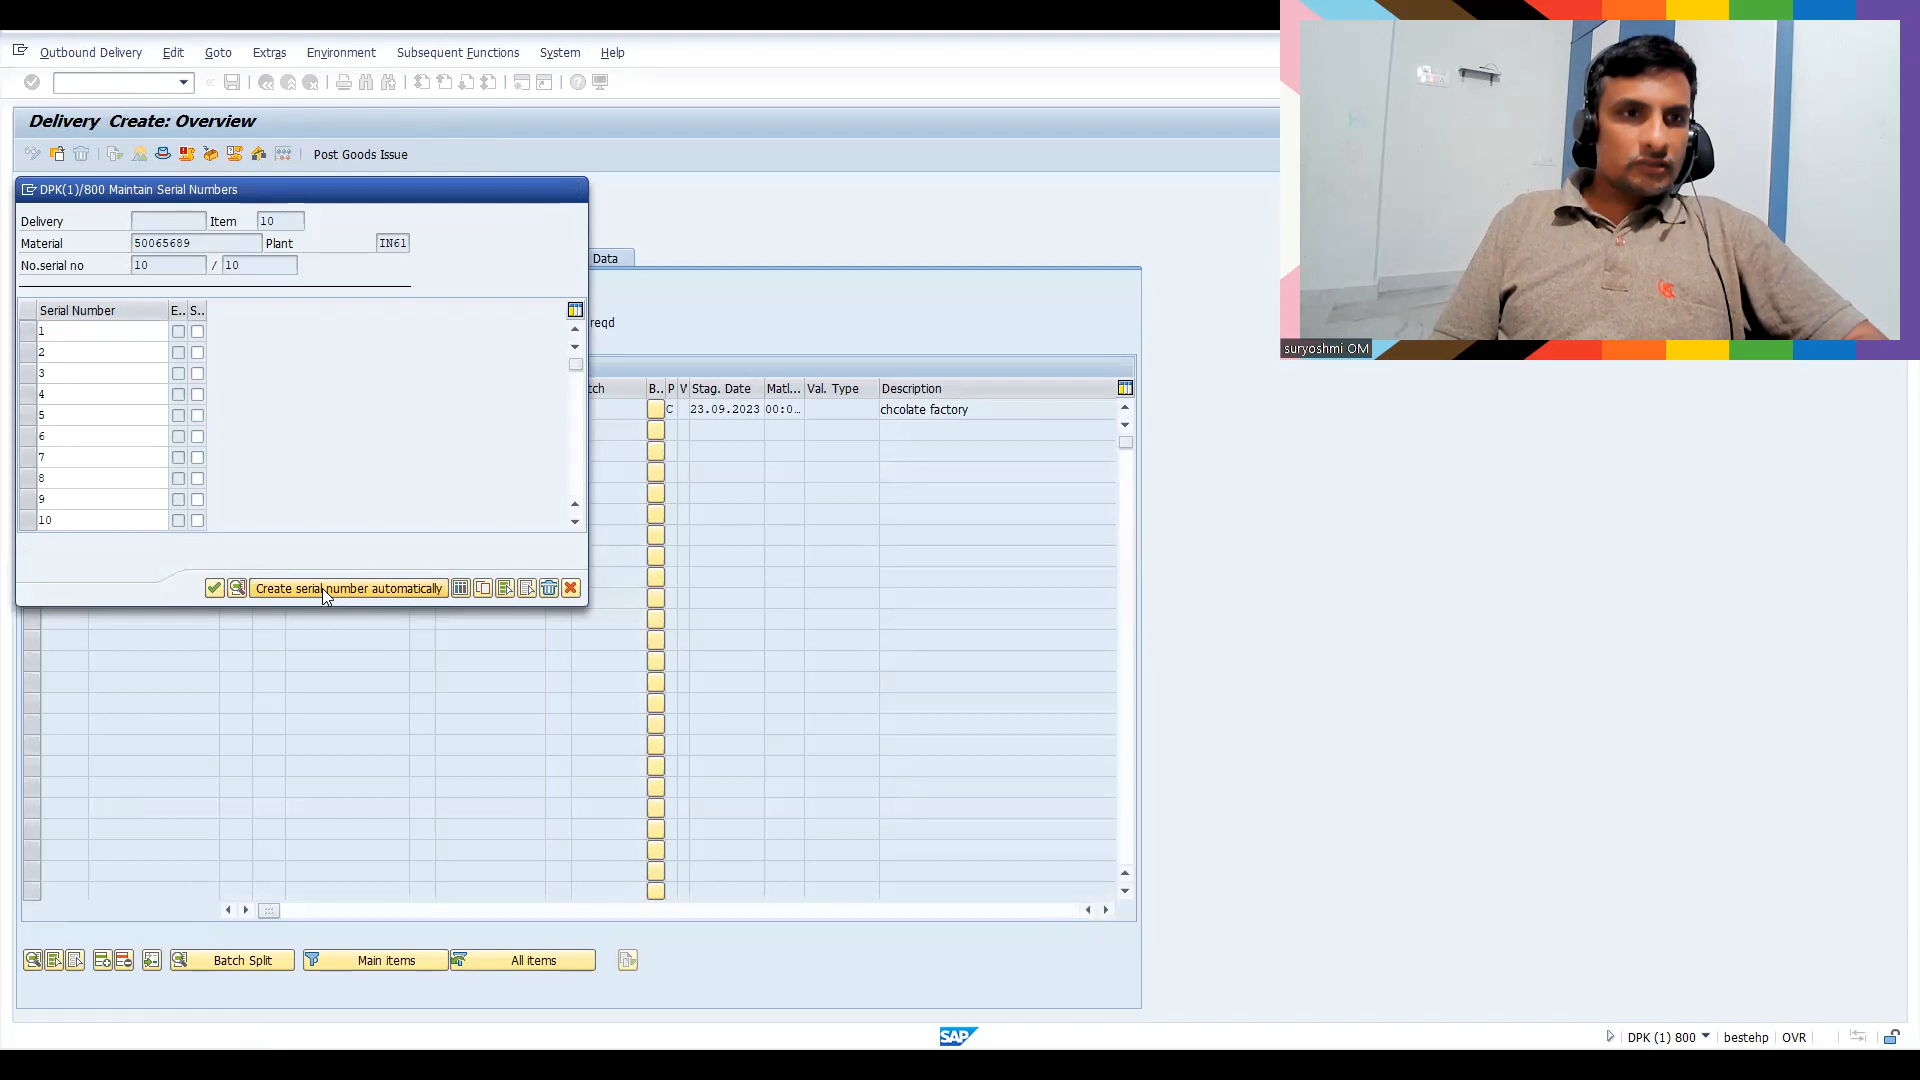 Outbound Delivery Edit Goto Extras Environment Subsequent Functions System Help
Delivery Create: Overview
Post Goods Issue
DPK(1)/800 Maintain Serial Numbers
Delivery Item 10
Material 50065689 Plant IN61
No.serial no 10 / 10
Serial Number E.. S..
1
2
3
4
5
6
7
8
9
10
Create serial number automatically
Data
reqd
tch B.. P V Stag. Date Matl... Val. Type Description
C 23.09.2023 00:0... chcolate factory
Batch Split Main items All items
SAP
DPK (1) 800 bestehp OVR
suryoshmi OM